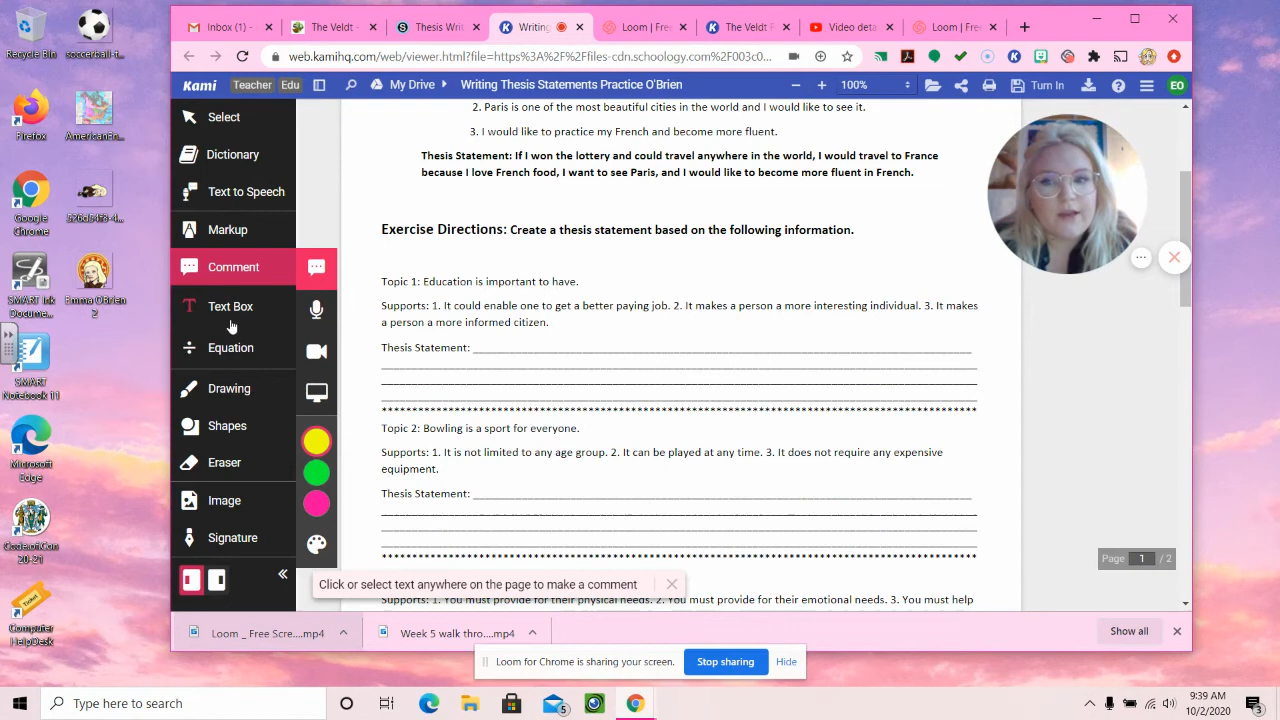 Recycle Bin
soccerball-t...
Firefox
AmericanEn...
Google
Chrome
SMART Ink
Docume...
Emma O'Brien
2
SMART
Notebook 11
Microsoft
Edge
20-21
Computer
HelpDesk
Inbox (1) -
The Veldt -
Thesis Writ
Writing
Loom | Fre
The Veldt P
Video deta
Loom | Free
web.kamihq.com/web/viewer.html?file=https%3A%2F%2Ffiles-cdn.schoology.com%2F003c0...
Kami
Teacher
Edu
My Drive
Writing Thesis Statements Practice O'Brien
100%
Turn In
EO
Select
Dictionary
Text to Speech
Markup
Comment
Text Box
Equation
Drawing
Shapes
Eraser
Image
Signature
2. Paris is one of the most beautiful cities in the world and I would like to see it.
3. I would like to practice my French and become more fluent.
Thesis Statement: If I won the lottery and could travel anywhere in the world, I would travel to France
because I love French food, I want to see Paris, and I would like to become more fluent in French.
Exercise Directions: Create a thesis statement based on the following information.
Topic 1: Education is important to have.
Supports: 1. It could enable one to get a better paying job. 2. It makes a person a more interesting individual. 3. It makes
a person a more informed citizen.
Thesis Statement:
Topic 2: Bowling is a sport for everyone.
Supports: 1. It is not limited to any age group. 2. It can be played at any time. 3. It does not require any expensive
equipment.
Thesis Statement:
Page 1 / 2
Click or select text anywhere on the page to make a comment
Supports: 1. You must provide for their physical needs. 2. You must provide for their emotional needs. 3. You must help
Loom _ Free Scre....mp4
Week 5 walk thro....mp4
Show all
Loom for Chrome is sharing your screen.
Stop sharing
Hide
Type here to search
5
9:39 AM
10/2/2020
3